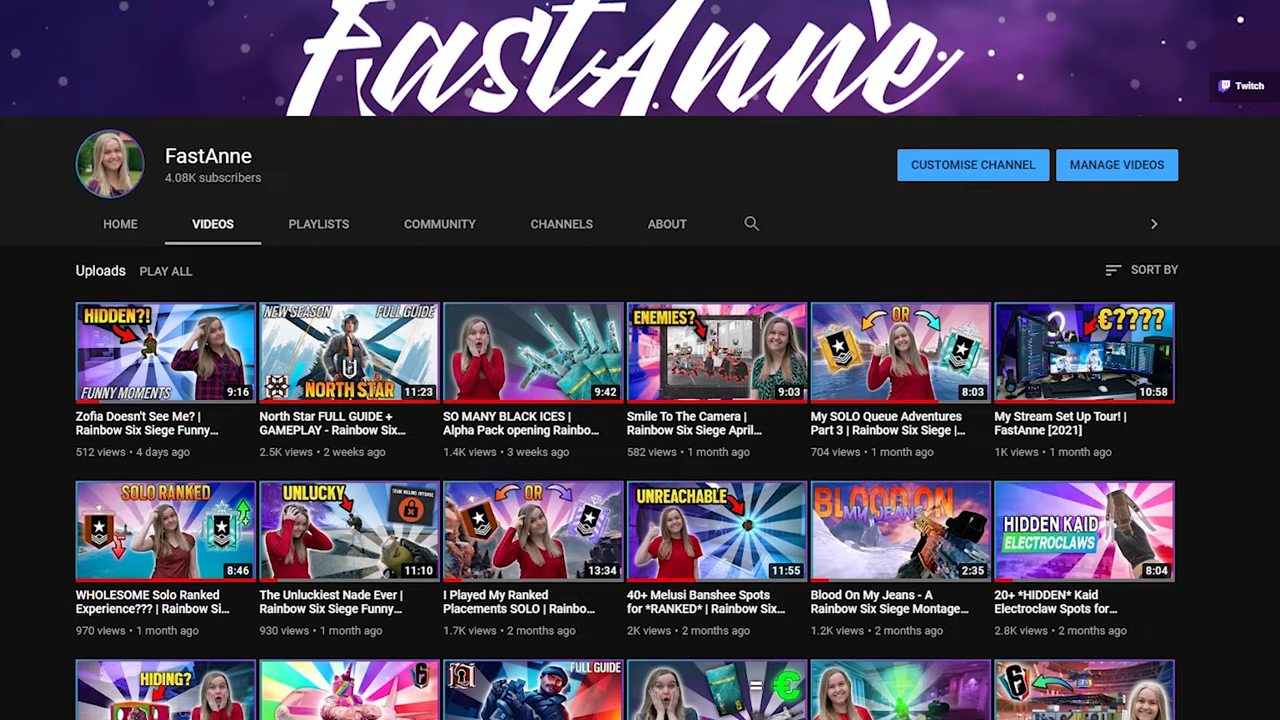 FastAnne
Twitch
FastAnne
4.08K subscribers
CUSTOMISE CHANNEL
MANAGE VIDEOS
HOME
VIDEOS
PLAYLISTS
COMMUNITY
CHANNELS
ABOUT
Uploads
PLAY ALL
SORT BY
HIDDEN?!
FUNNY MOMENTS
9:16
NEW SEASON
FULL GUIDE
NORTH STAR
11:23
9:42
ENEMIES?
9:03
OR
8:03
€????
10:58
Zofia Doesn't See Me? |
Rainbow Six Siege Funny...
512 views • 4 days ago
North Star FULL GUIDE +
GAMEPLAY - Rainbow Six...
2.5K views • 2 weeks ago
SO MANY BLACK ICES |
Alpha Pack opening Rainbo...
1.4K views • 3 weeks ago
Smile To The Camera |
Rainbow Six Siege April...
582 views • 1 month ago
My SOLO Queue Adventures
Part 3 | Rainbow Six Siege |...
704 views • 1 month ago
My Stream Set Up Tour! |
FastAnne [2021]
1K views • 1 month ago
SOLO RANKED
8:46
UNLUCKY
TEAM KILLING OFFENSE
11:10
OR
13:34
UNREACHABLE
11:55
BLOOD ON
MY JEANS
2:35
HIDDEN KAID
ELECTROCLAWS
8:04
WHOLESOME Solo Ranked
Experience??? | Rainbow Si...
970 views • 1 month ago
The Unluckiest Nade Ever |
Rainbow Six Siege Funny...
930 views • 1 month ago
I Played My Ranked
Placements SOLO | Rainbo...
1.7K views • 2 months ago
40+ Melusi Banshee Spots
for *RANKED* | Rainbow Six...
2K views • 2 months ago
Blood On My Jeans - A
Rainbow Six Siege Montage...
1.2K views • 2 months ago
20+ *HIDDEN* Kaid
Electroclaw Spots for...
2.8K views • 2 months ago
HIDING?
6
FULL GUIDE
= €
6